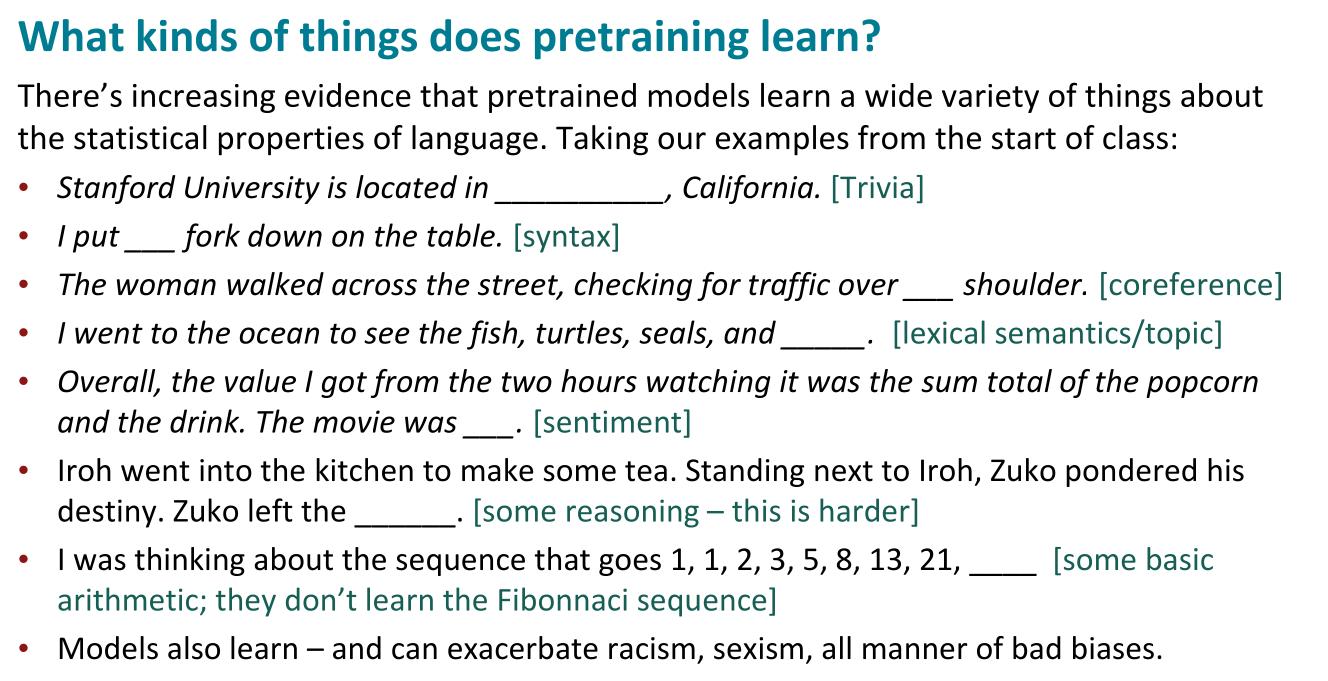 What kinds of things does pretraining learn?
There’s increasing evidence that pretrained models learn a wide variety of things about
the statistical properties of language. Taking our examples from the start of class:
• Stanford University is located in __________, California. [Trivia]
• I put ___ fork down on the table. [syntax]
• The woman walked across the street, checking for traffic over ___ shoulder. [coreference]
• I went to the ocean to see the fish, turtles, seals, and _____. [lexical semantics/topic]
• Overall, the value I got from the two hours watching it was the sum total of the popcorn
and the drink. The movie was ___. [sentiment]
• Iroh went into the kitchen to make some tea. Standing next to Iroh, Zuko pondered his
destiny. Zuko left the ______. [some reasoning – this is harder]
• I was thinking about the sequence that goes 1, 1, 2, 3, 5, 8, 13, 21, ____ [some basic
arithmetic; they don’t learn the Fibonnaci sequence]
• Models also learn – and can exacerbate racism, sexism, all manner of bad biases.